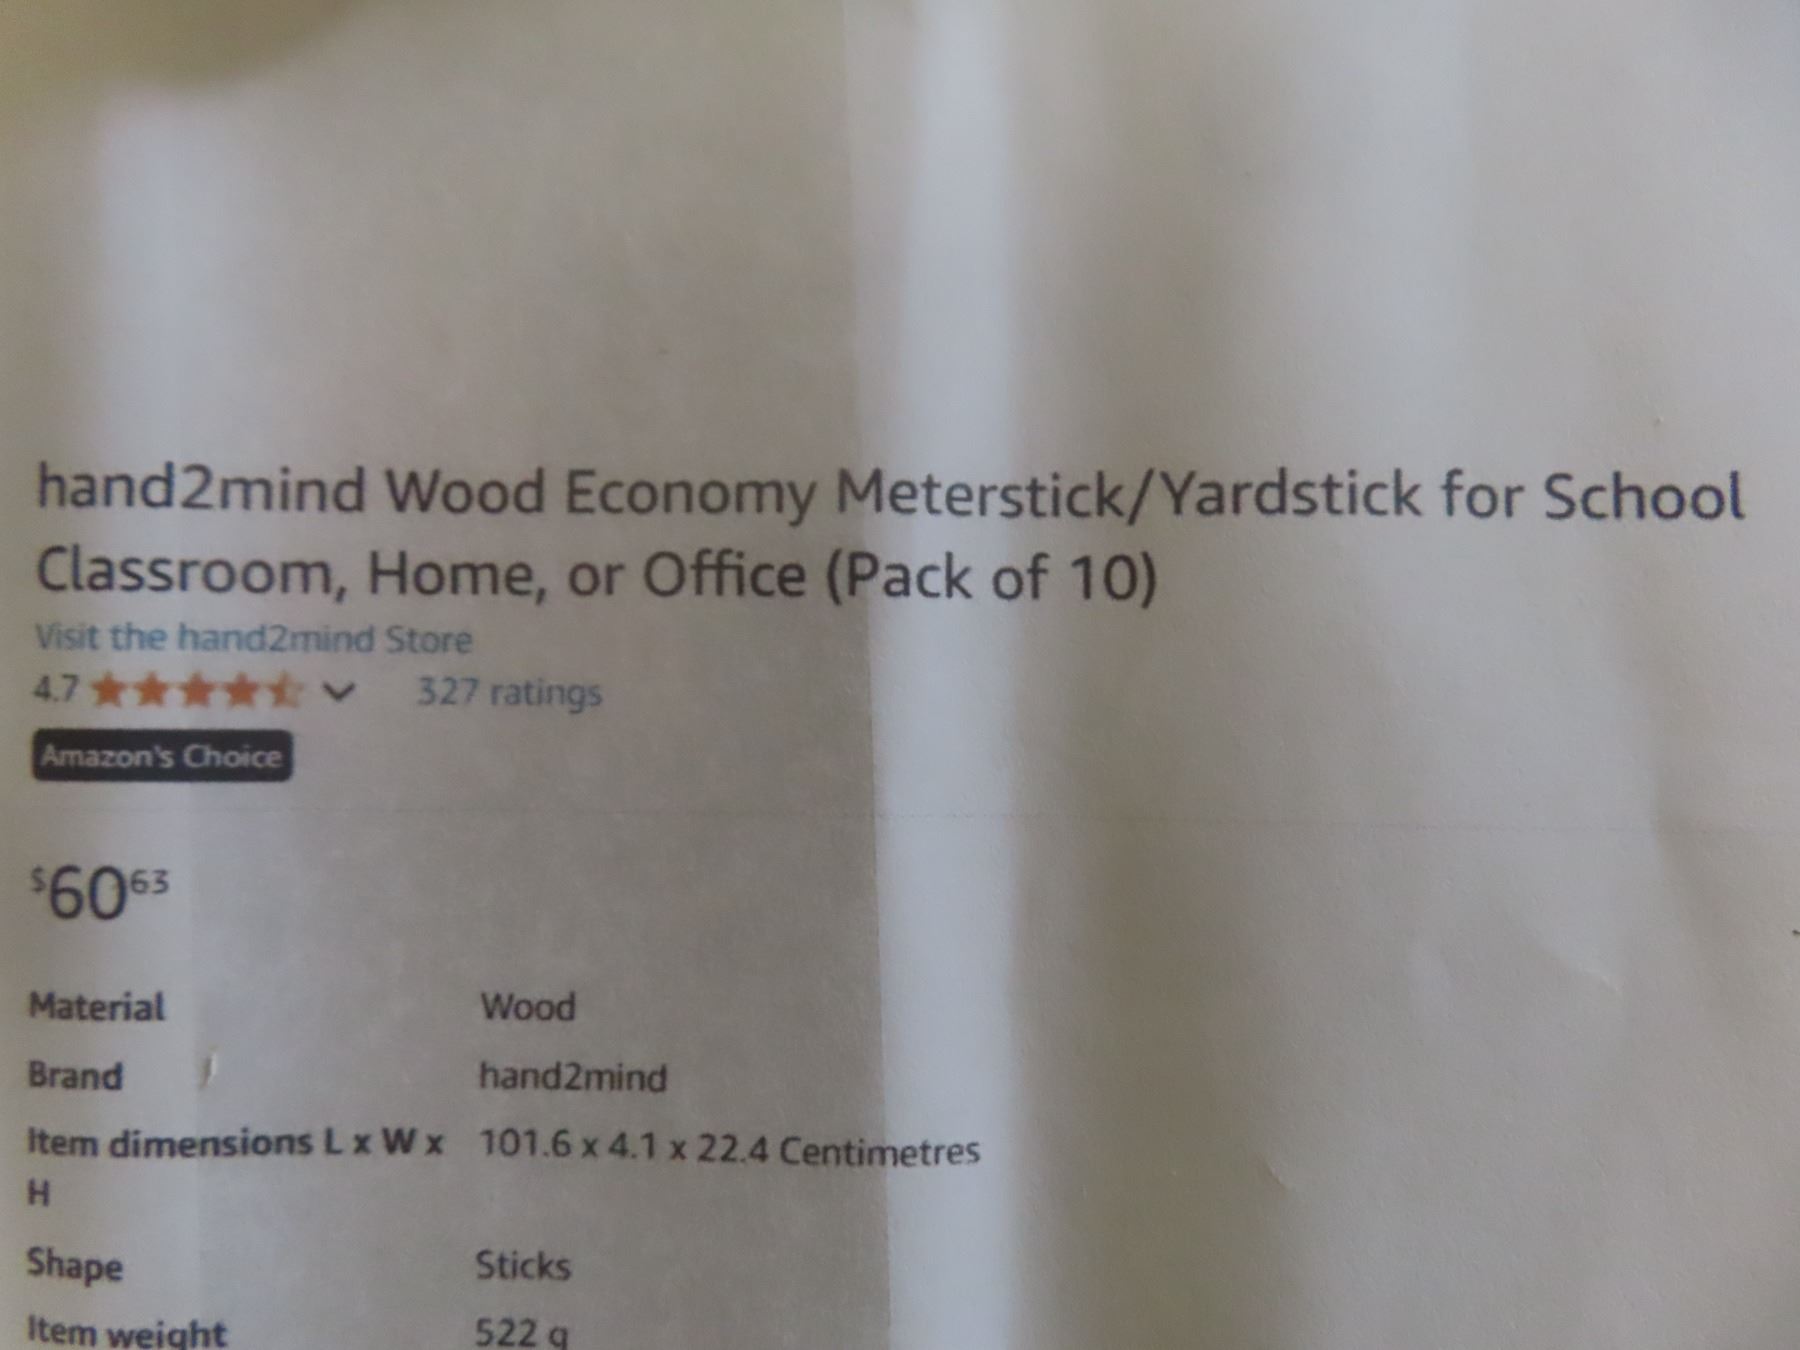 hand2mind Wood Economy Meterstick/Yardstick for School
Classroom, Home, or Office (Pack of 10)
Visit the hand2mind Store
4.7 327 ratings
Amazon's Choice
$60 63
Material Wood
Brand hand2mind
Item dimensions L x W x 101.6 x 4.1 x 22.4 Centimetres
H
Shape Sticks
Item weight 522 g